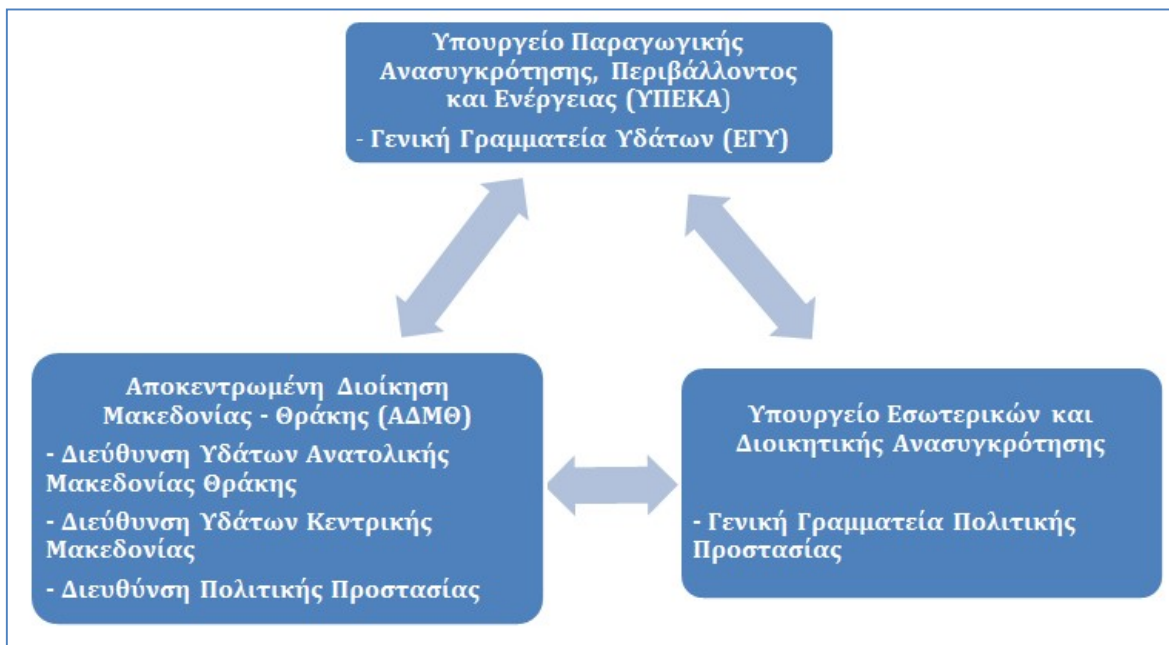 Υπουργείο Παραγωγικής
Ανασυγκρότησης, Περιβάλλοντος
και Ενέργειας (ΥΠΕΚΑ)
- Γενική Γραμματεία Υδάτων (ΕΓΥ)
Αποκεντρωμένη Διοίκηση
Μακεδονίας - Θράκης (ΑΔΜΘ)
- Διεύθυνση Υδάτων Ανατολικής
Μακεδονίας Θράκης
- Διεύθυνση Υδάτων Κεντρικής
Μακεδονίας
- Διευθύνση Πολιτικής Προστασίας
Υπουργείο Εσωτερικών και
Διοικητικής Ανασυγκρότησης
- Γενική Γραμματεία Πολιτικής
Προστασίας